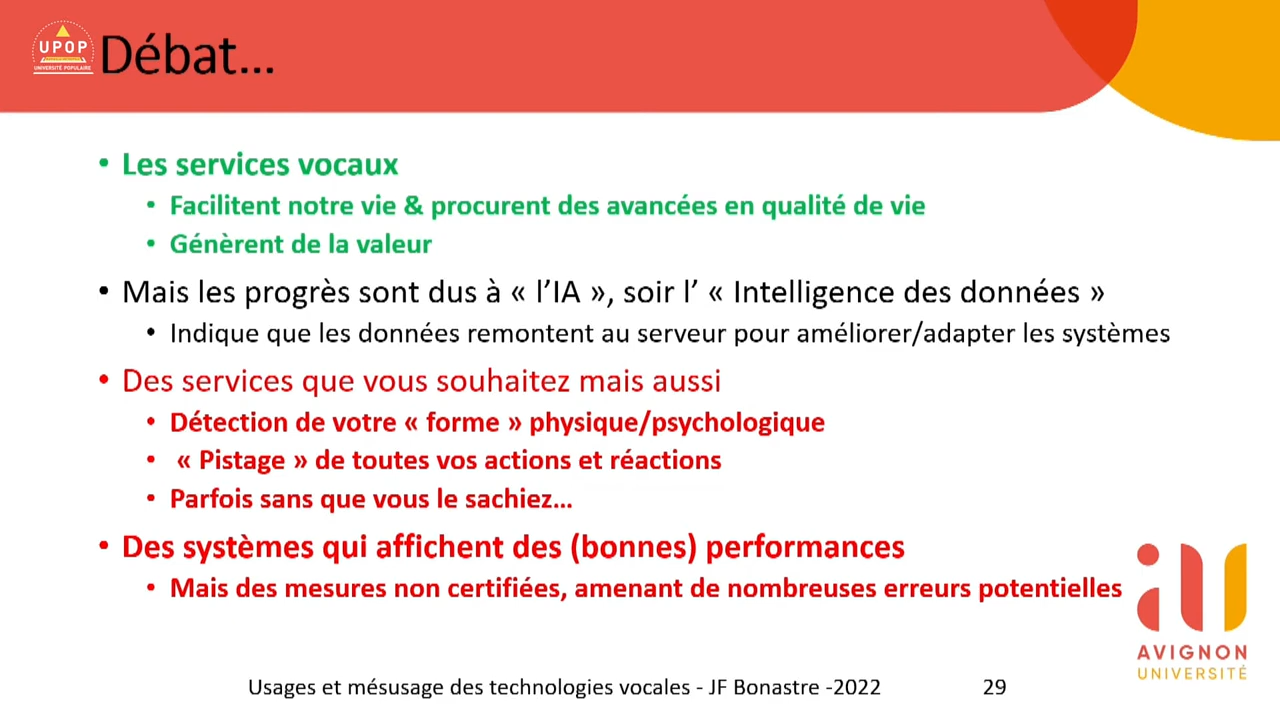 UPOP
UNIVERSITÉ POPULAIRE
Débat...
• Les services vocaux
• Facilitent notre vie & procurent des avancées en qualité de vie
• Génèrent de la valeur
• Mais les progrès sont dus à « l’IA », soir l’ « Intelligence des données »
• Indique que les données remontent au serveur pour améliorer/adapter les systèmes
• Des services que vous souhaitez mais aussi
• Détection de votre « forme » physique/psychologique
• « Pistage » de toutes vos actions et réactions
• Parfois sans que vous le sachiez...
• Des systèmes qui affichent des (bonnes) performances
• Mais des mesures non certifiées, amenant de nombreuses erreurs potentielles
au
AVIGNON
UNIVERSITÉ
Usages et mésusage des technologies vocales - JF Bonastre -2022
29